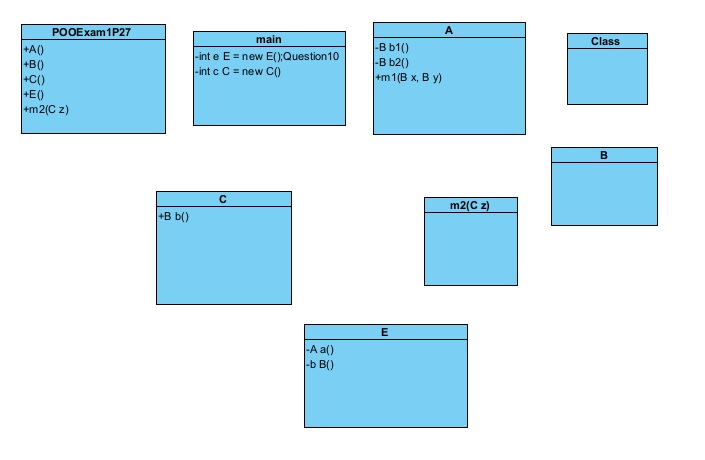 POOExam1P27
+A()
+B()
+C()
+E()
+m2(C z)
main
-int e E = new E();Question10
-int c C = new C()
A
-B b1()
-B b2()
+m1(B x, B y)
Class
B
C
+B b()
m2(C z)
E
-A a()
-b B()